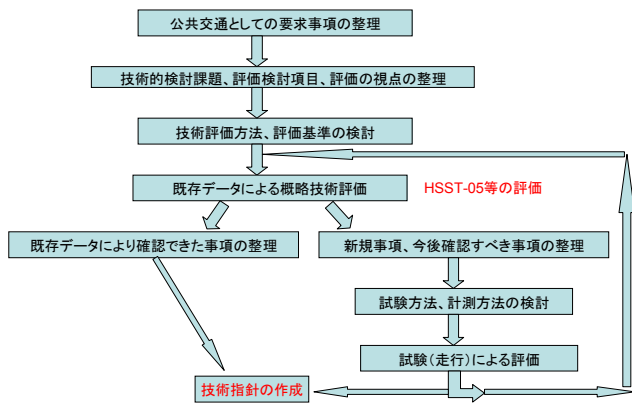 公共交通としての要求事項の整理
技術的検討課題、評価検討項目、評価の視点の整理
技術評価方法、評価基準の検討
既存データによる概略技術評価
HSST-05等の評価
既存データにより確認できた事項の整理
新規事項、今後確認すべき事項の整理
試験方法、計測方法の検討
試験(走行)による評価
技術指針の作成